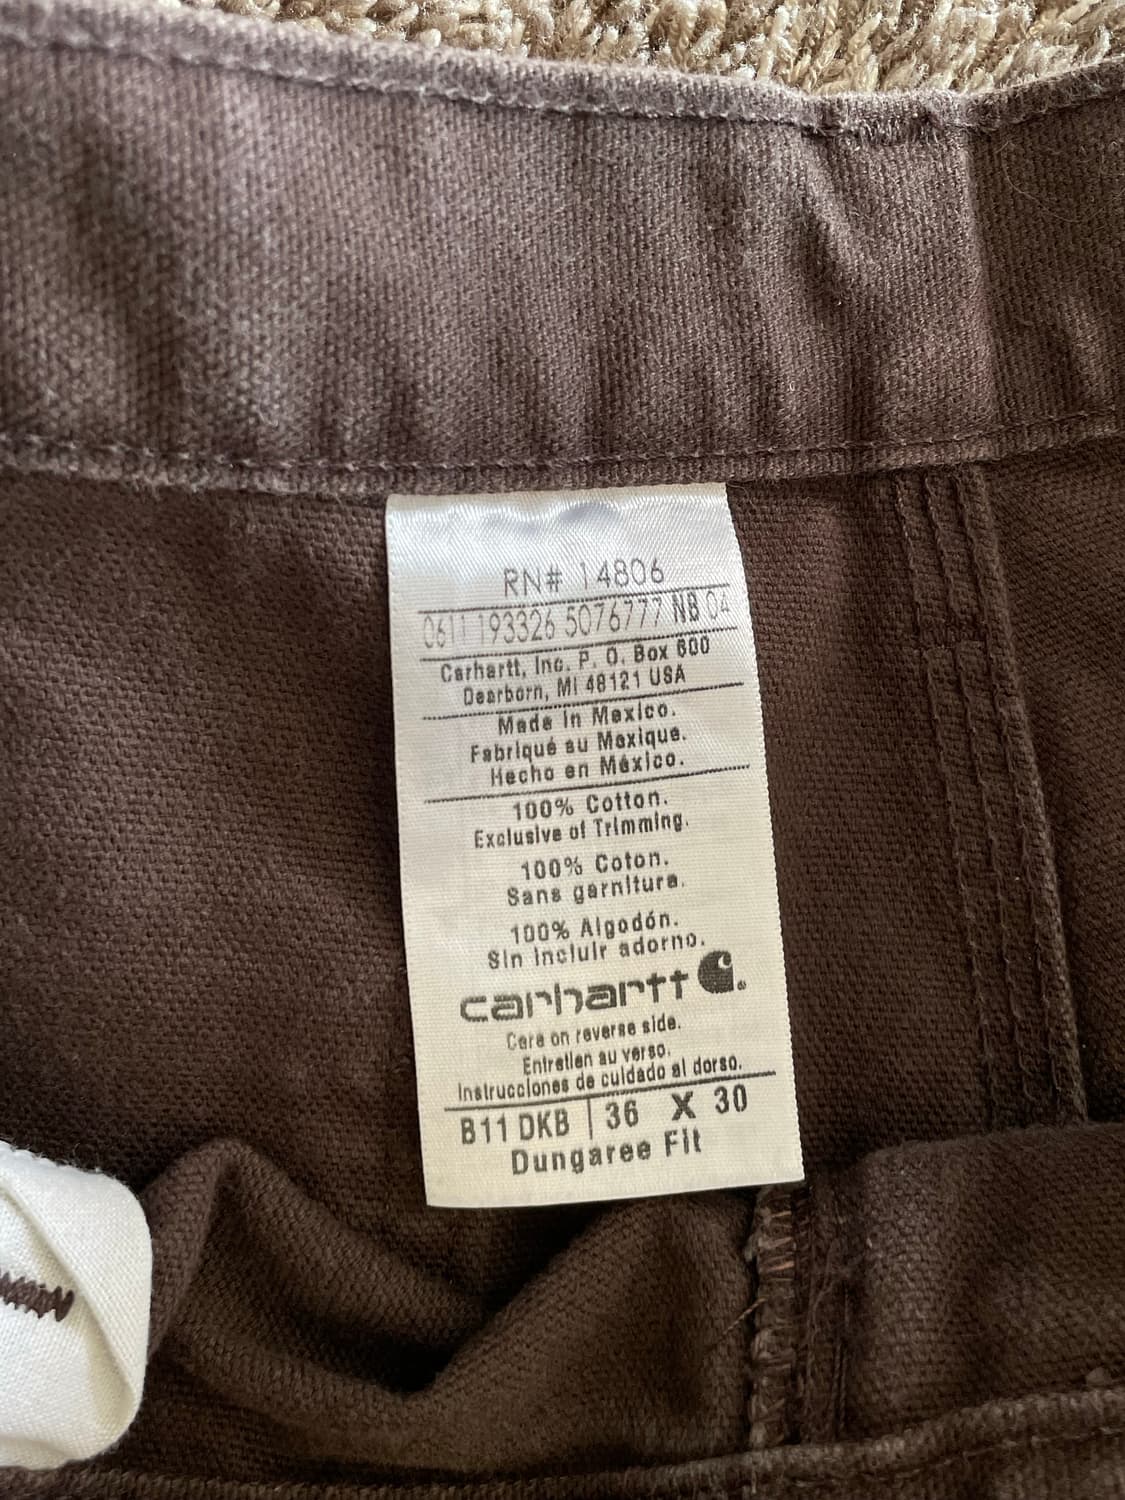 RN# 14806
0611 193326 5076777 NB 04
Carhartt, Inc. P. O. Box 600
Dearborn, MI 48121 USA
Made in Mexico.
Fabriqué au Mexique.
Hecho en México.
100% Cotton.
Exclusive of Trimming.
100% Coton.
Sans garniture.
100% Algodón.
Sin incluir adorno.
carhartt
Care on reverse side.
Entretien au verso.
Instrucciones de cuidado al dorso.
B11 DKB | 36 X 30
Dungaree Fit